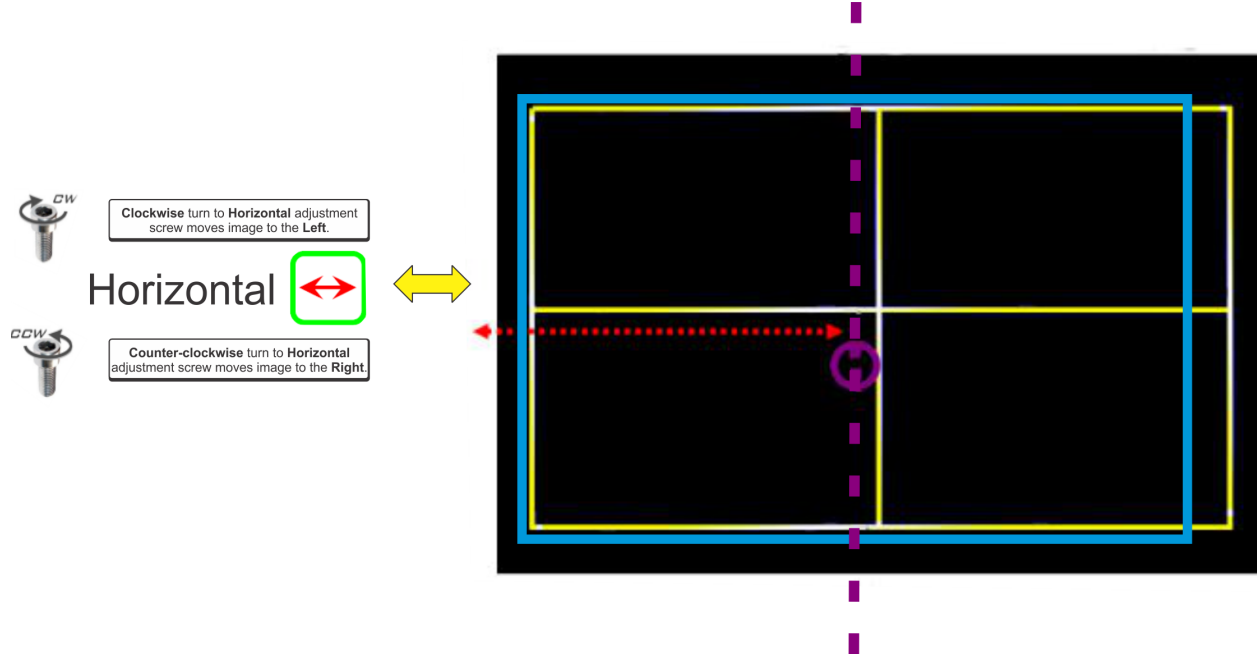 CW
Clockwise turn to Horizontal adjustment
screw moves image to the Left.
Horizontal
CCW
Counter-clockwise turn to Horizontal
adjustment screw moves image to the Right.